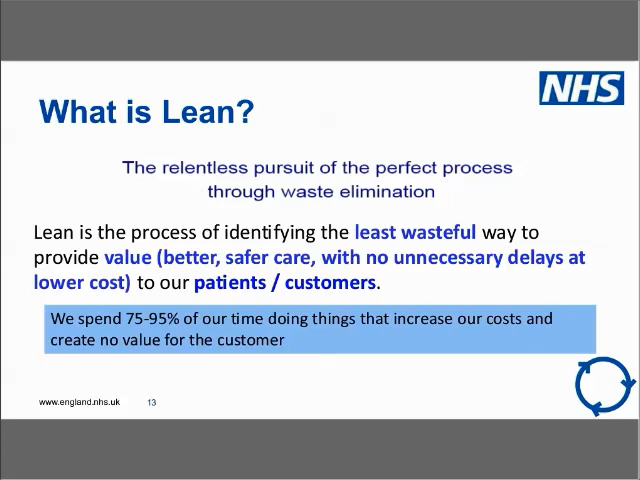 NHS
What is Lean?
The relentless pursuit of the perfect process
through waste elimination
Lean is the process of identifying the least wasteful way to
provide value (better, safer care, with no unnecessary delays at
lower cost) to our patients / customers.
We spend 75-95% of our time doing things that increase our costs and
create no value for the customer
www.england.nhs.uk 13